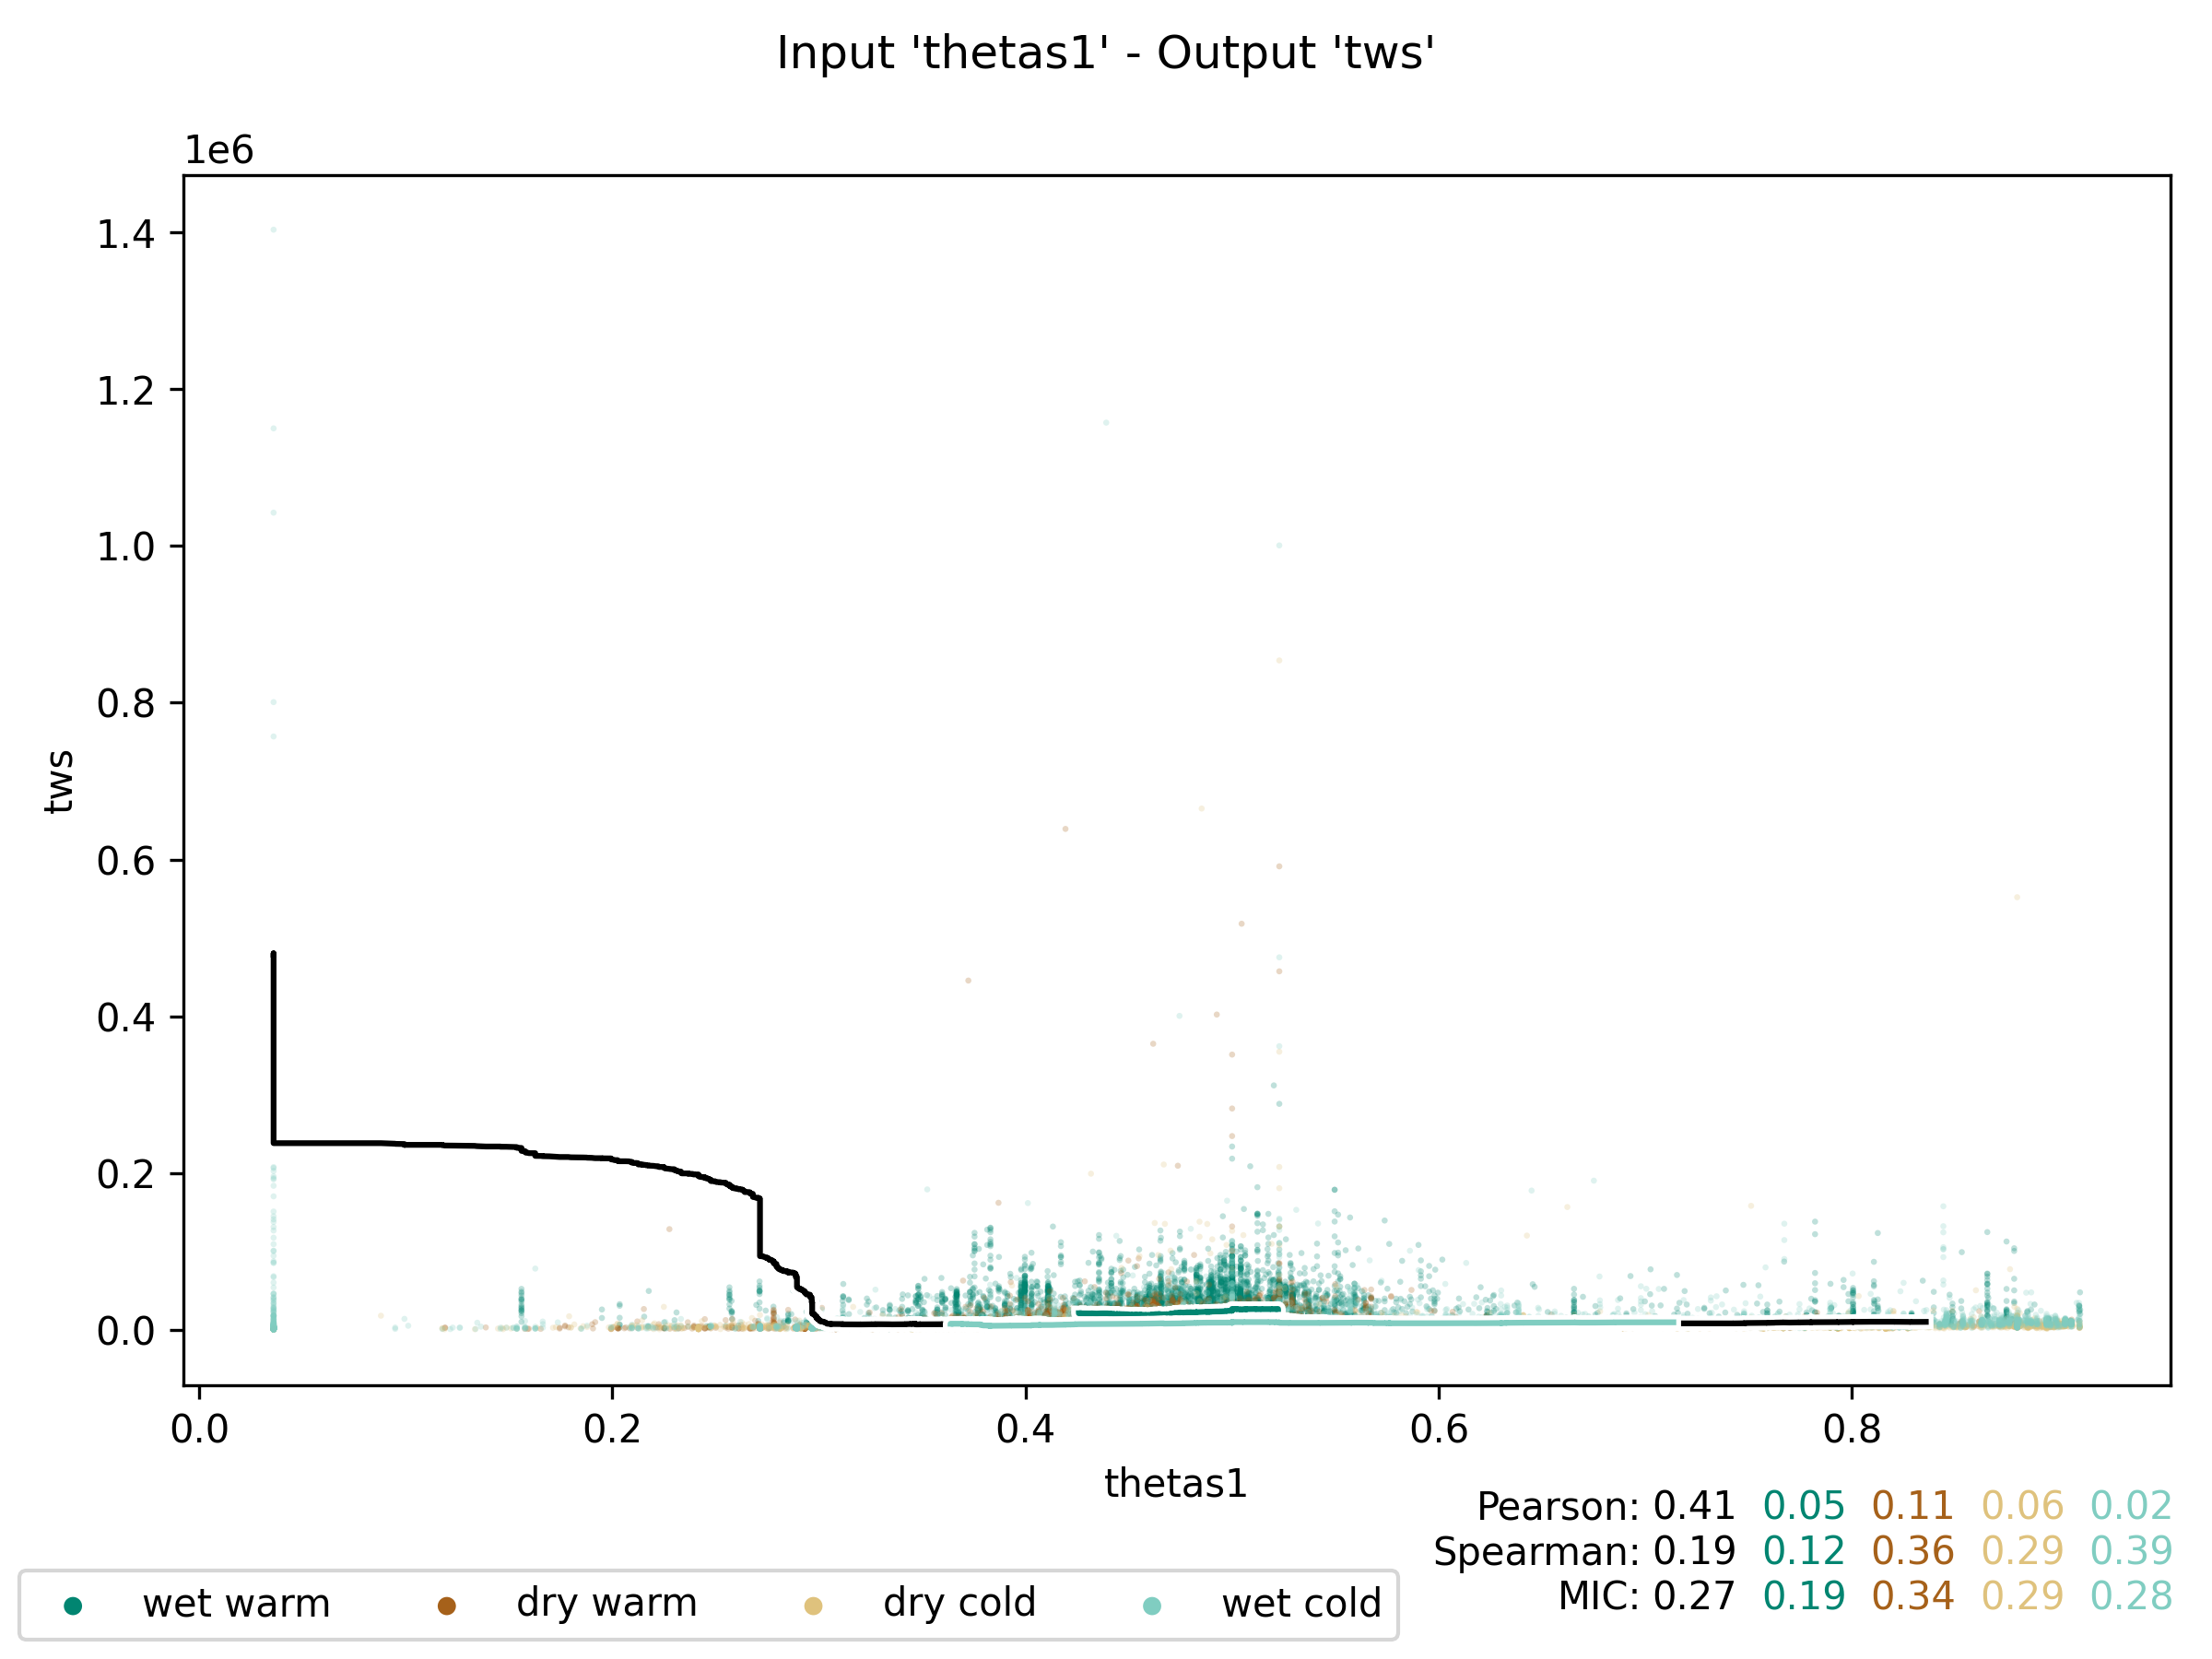 Input 'thetas1' - Output 'tws'
1e6
1.4
1.2
1.0
0.8
0.6
0.4
0.2
0.0
tws
0.0 0.2 0.4 0.6 0.8
thetas1
Pearson: 0.41 0.05 0.11 0.06 0.02
Spearman: 0.19 0.12 0.36 0.29 0.39
MIC: 0.27 0.19 0.34 0.29 0.28
wet warm dry warm dry cold wet cold